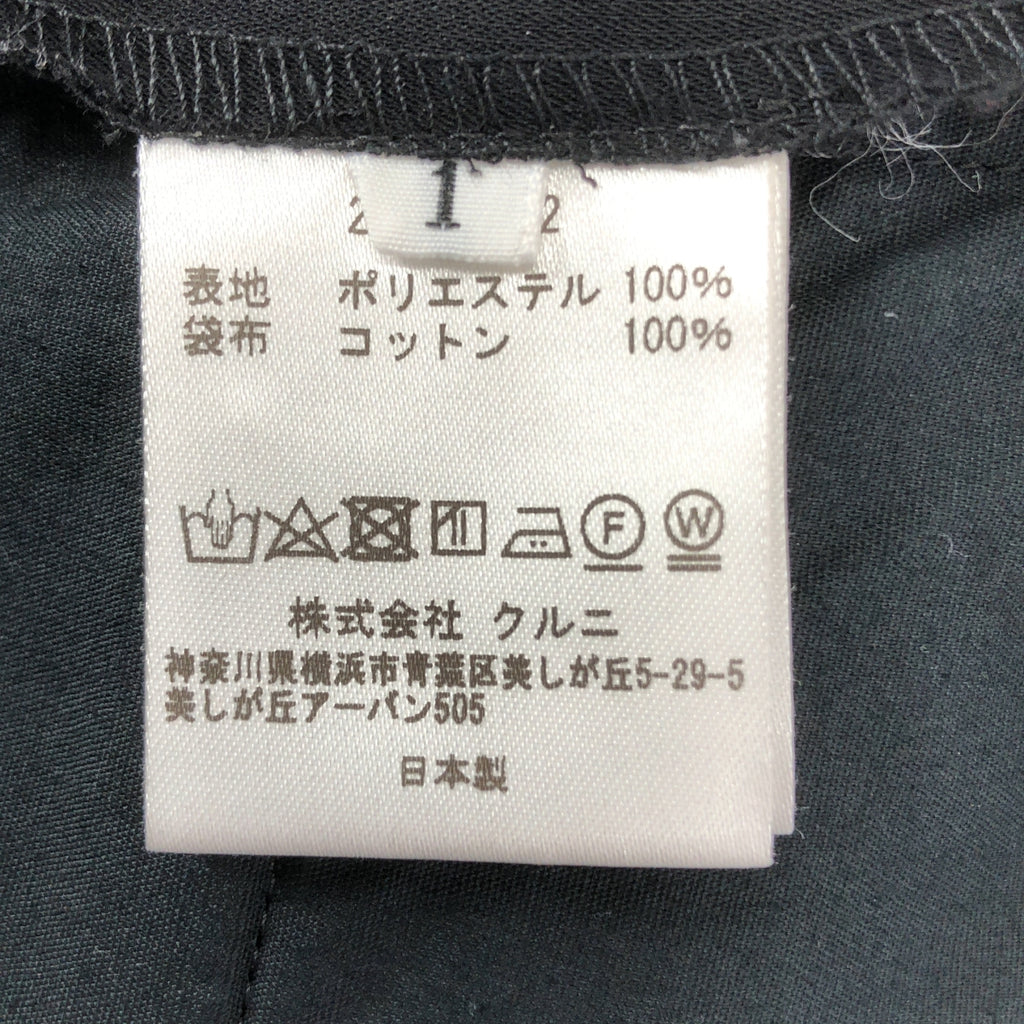 1
表地 ポリエステル 100%
袋布 コットン 100%
F W
株式会社 クルニ
神奈川県横浜市青葉区美しが丘5-29-5
美しが丘アーバン505
日本製